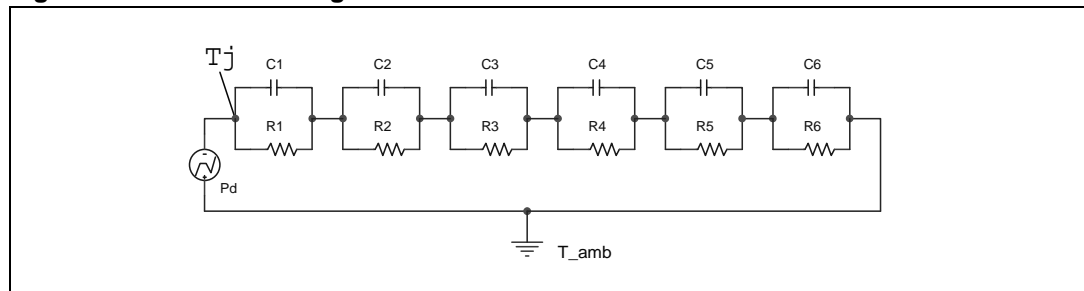 Tj
C1 C2 C3 C4 C5 C6
R1 R2 R3 R4 R5 R6
Pd
T_amb